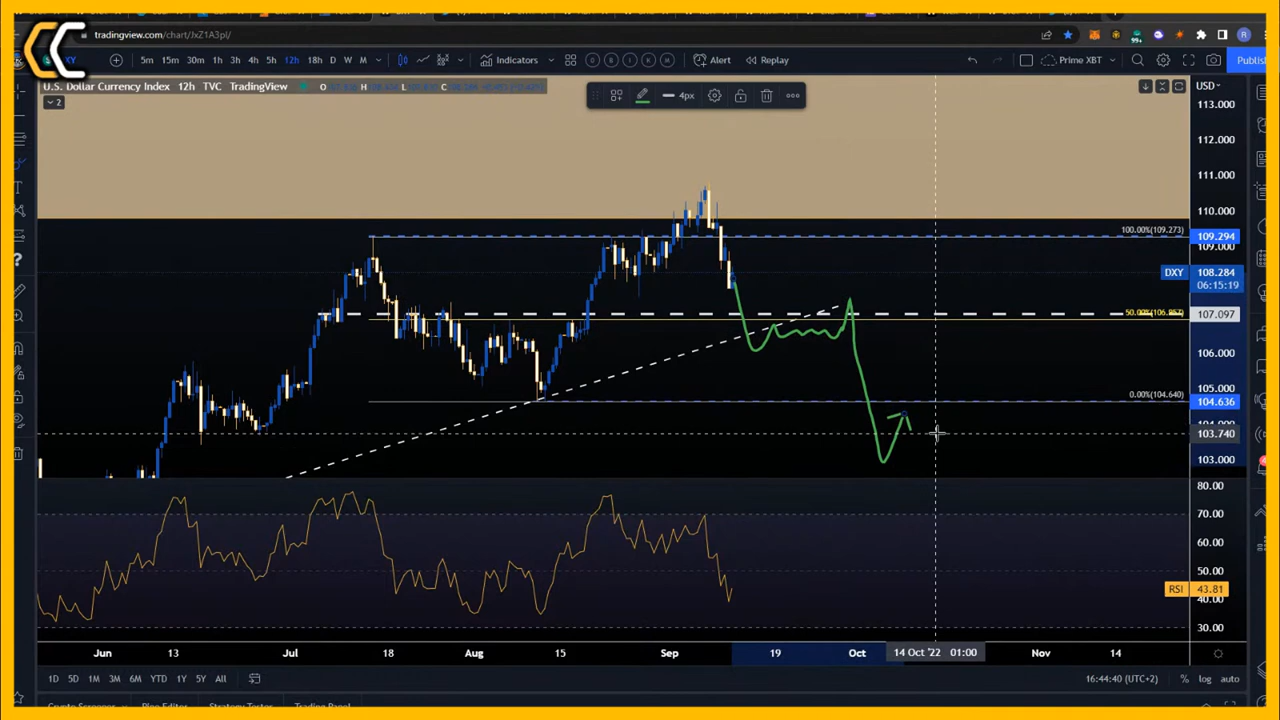 tradingview.com/chart/JxZ1A3pI/
5m 15m 30m 1h 3h 4h 5h 12h 18h D W M Indicators Alert Replay Prime XBT Publis
U.S. Dollar Currency Index 12h TVC TradingView O H L C
2
4px
USD
113.000
112.000
111.000
110.000
100.00%(109.273)
109.294
109.000
DXY 108.284
06:15:19
107.097
106.000
105.000
0.00%(104.640)
104.636
103.740
103.000
80.00
70.00
60.00
50.00
RSI 43.81
40.00
30.00
Jun 13 Jul 18 Aug 15 Sep 19 Oct 14 Oct '22 01:00 Nov 14
1D 5D 1M 3M 6M YTD 1Y 5Y All
16:44:40 (UTC+2) % log auto